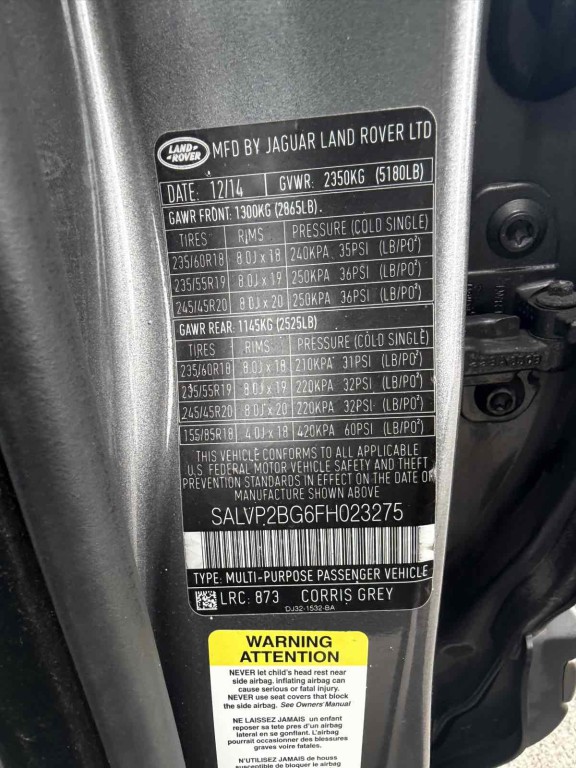 LAND ROVER MFD BY JAGUAR LAND ROVER LTD
DATE: 12/14 GVWR: 2350KG (5180LB)
GAWR FRONT: 1300KG (2865LB).
TIRES RIMS PRESSURE (COLD SINGLE)
235/60R18 8.0J x 18 240KPA 35PSI (LB/PO²)
235/55R19 8.0J x 19 250KPA 36PSI (LB/PO²)
245/45R20 8.0J x 20 250KPA 36PSI (LB/PO²)
GAWR REAR: 1145KG (2525LB)
TIRES RIMS PRESSURE (COLD SINGLE)
235/60R18 8.0J x 18 210KPA 31PSI (LB/PO²)
235/55R19 8.0J x 19 220KPA 32PSI (LB/PO²)
245/45R20 8.0J x 20 220KPA 32PSI (LB/PO²)
155/85R18 4.0J x 18 420KPA 60PSI (LB/PO²)
THIS VEHICLE CONFORMS TO ALL APPLICABLE
U.S. FEDERAL MOTOR VEHICLE SAFETY AND THEFT
PREVENTION STANDARDS IN EFFECT ON THE DATE OF
MANUFACTURE SHOWN ABOVE
SALVP2BG6FH023275
TYPE: MULTI-PURPOSE PASSENGER VEHICLE
LRC: 873 CORRIS GREY
DJ32-1532-BA
WARNING
ATTENTION
NEVER let child's head rest near
side airbag, inflating airbag can
cause serious or fatal injury.
NEVER use seat covers that block
the side airbag. See Owners' Manual
NE LAISSEZ JAMAIS un enfant
reposer sa tete pres d'un airbag
lateral en se gonflant. L'airbag
pourrait occasionner des blessures
graves voire fatales.
N'UTILISEZ JAMAIS de housse
susceptible de bloquer le airbag